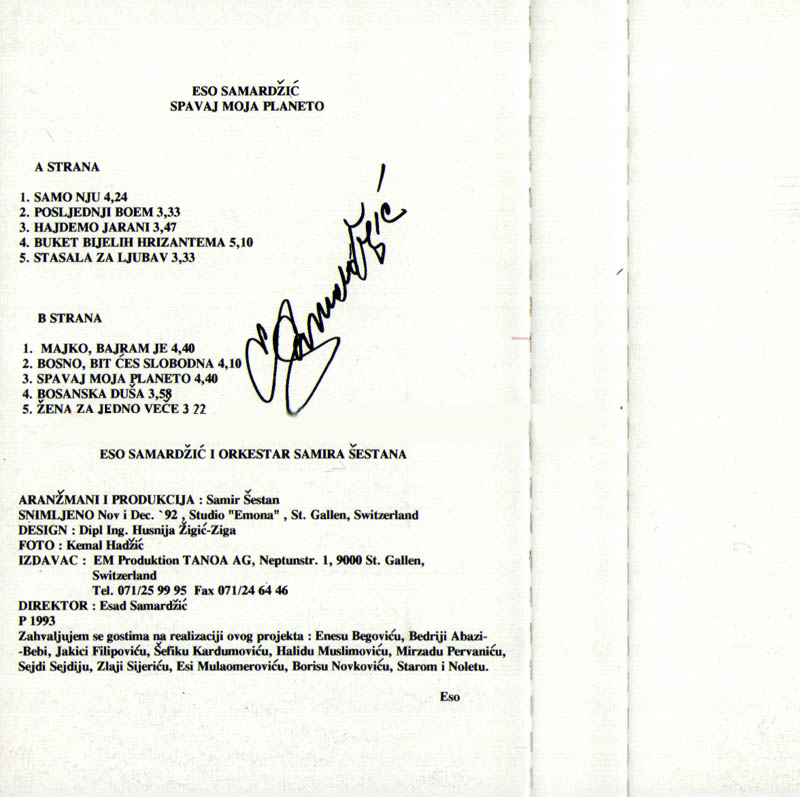 ESO SAMARDŽIĆ
SPAVAJ MOJA PLANETO
A STRANA
1. SAMO NJU 4,24
2. POSLJEDNJI BOEM 3,33
3. HAJDEMO JARANI 3,47
4. BUKET BIJELIH HRIZANTEMA 5,10
5. STASALA ZA LJUBAV 3,33
Samardžić
B STRANA
1. MAJKO, BAJRAM JE 4,40
2. BOSNO, BIT ĆES SLOBODNA 4,10
3. SPAVAJ MOJA PLANETO 4,40
4. BOSANSKA DUŠA 3,58
5. ŽENA ZA JEDNO VEČE 3 22
ESO SAMARDŽIĆ I ORKESTAR SAMIRA ŠESTANA
ARANŽMANI I PRODUKCIJA : Samir Šestan
SNIMLJENO Nov i Dec. `92 , Studio "Emona" , St. Gallen, Switzerland
DESIGN : Dipl Ing. Husnija Žigić-Ziga
FOTO : Kemal Hadžić
IZDAVAC : EM Produktion TANOA AG, Neptunstr. 1, 9000 St. Gallen,
Switzerland
Tel. 071/25 99 95 Fax 071/24 64 46
DIREKTOR : Esad Samardžić
P 1993
Zahvaljujem se gostima na realizaciji ovog projekta : Enesu Begoviću, Bedriji Abazi-
-Bebi, Jakici Filipoviću, Šefiku Kardumoviću, Halidu Muslimoviću, Mirzadu Pervaniću,
Sejdi Sejdiju, Zlaji Sijeriću, Esi Mulaomeroviću, Borisu Novkoviću, Starom i Noletu.
Eso